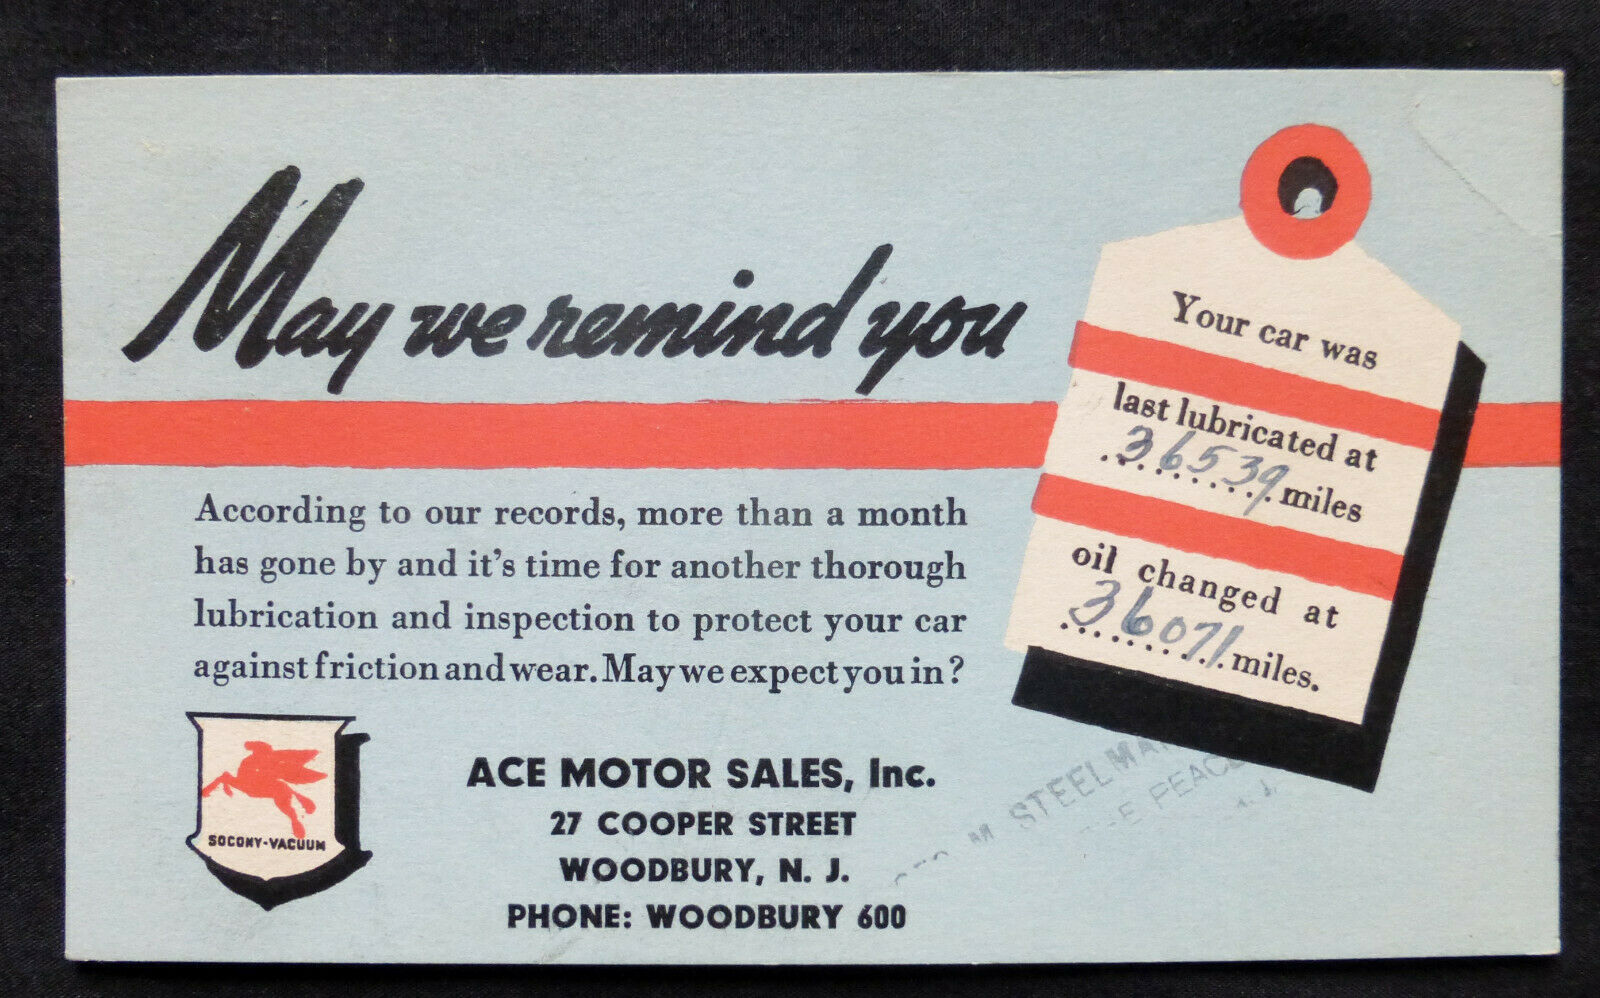 May we remind you
Your car was
last lubricated at
36539 miles
oil changed at
36071 miles.
According to our records, more than a month
has gone by and it's time for another thorough
lubrication and inspection to protect your car
against friction and wear. May we expect you in?
SOCONY-VACUUM
ACE MOTOR SALES, Inc.
27 COOPER STREET
WOODBURY, N. J.
PHONE: WOODBURY 600
M. STEELMA
PEACE
N. J.